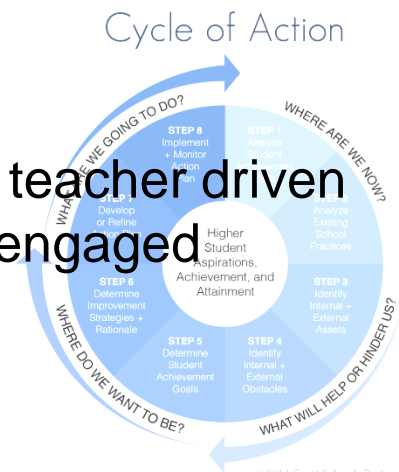 Cycle of Action
WHERE ARE WE NOW?
WHAT WILL HELP OR HINDER US?
WHERE DO WE WANT TO BE?
WE GOING TO DO?
teacher driven
engaged
STEP 1
Analyze
Student
STEP 2
Analyze
Existing
School
Practices
STEP 3
Identify
Internal +
External
Assets
STEP 4
Identify
Internal +
External
Obstacles
STEP 5
Determine
Student
Achievement
Goals
STEP 6
Determine
Improvement
Strategies +
Rationale
STEP 7
Develop
or Refine
STEP 8
Implement
+ Monitor
Action
Plan
Higher
Student
Aspirations,
Achievement, and
Attainment